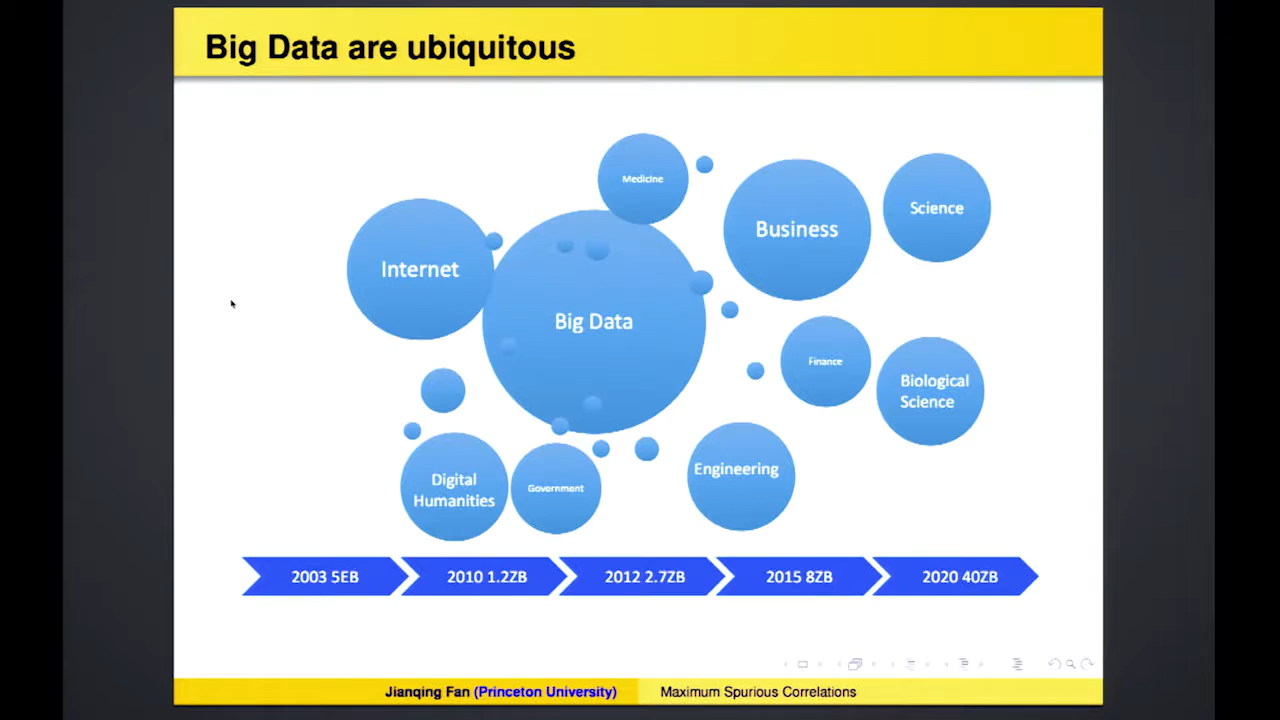 Big Data are ubiquitous
Medicine
Business
Science
Internet
Big Data
Finance
Biological
Science
Engineering
Digital
Humanities
Government
2003 5EB
2010 1.2ZB
2012 2.7ZB
2015 8ZB
2020 40ZB
Jianqing Fan (Princeton University)
Maximum Spurious Correlations